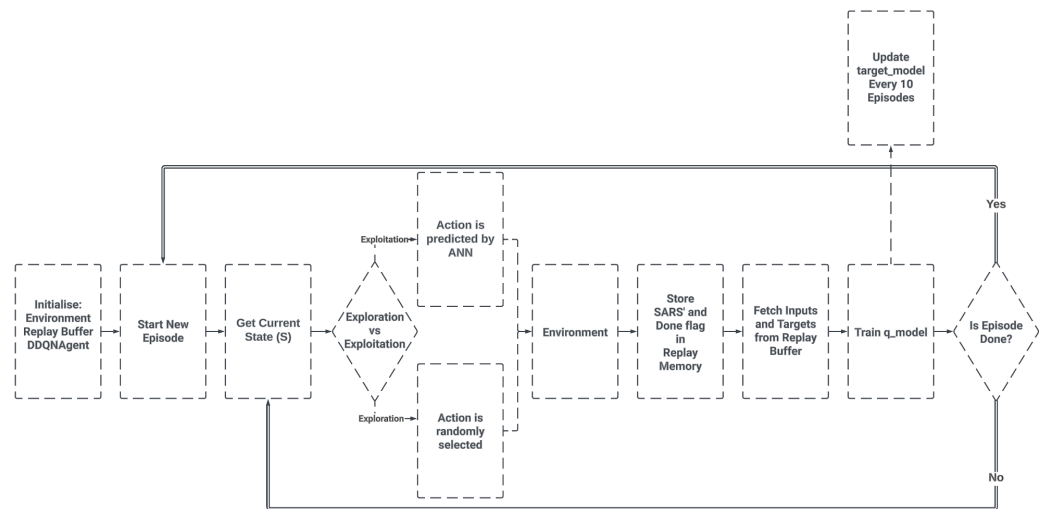 Update
target_model
Every 10
Episodes
Yes
Exploitation
Action is
predicted by
ANN
Initialise:
Environment
Replay Buffer
DDQNAgent
Start New
Episode
Get Current
State (S)
Exploration
vs
Exploitation
Environment
Store
SARS' and
Done flag
in
Replay
Memory
Fetch Inputs
and Targets
from Replay
Buffer
Train q_model
Is Episode
Done?
Exploration
Action is
randomly
selected
No